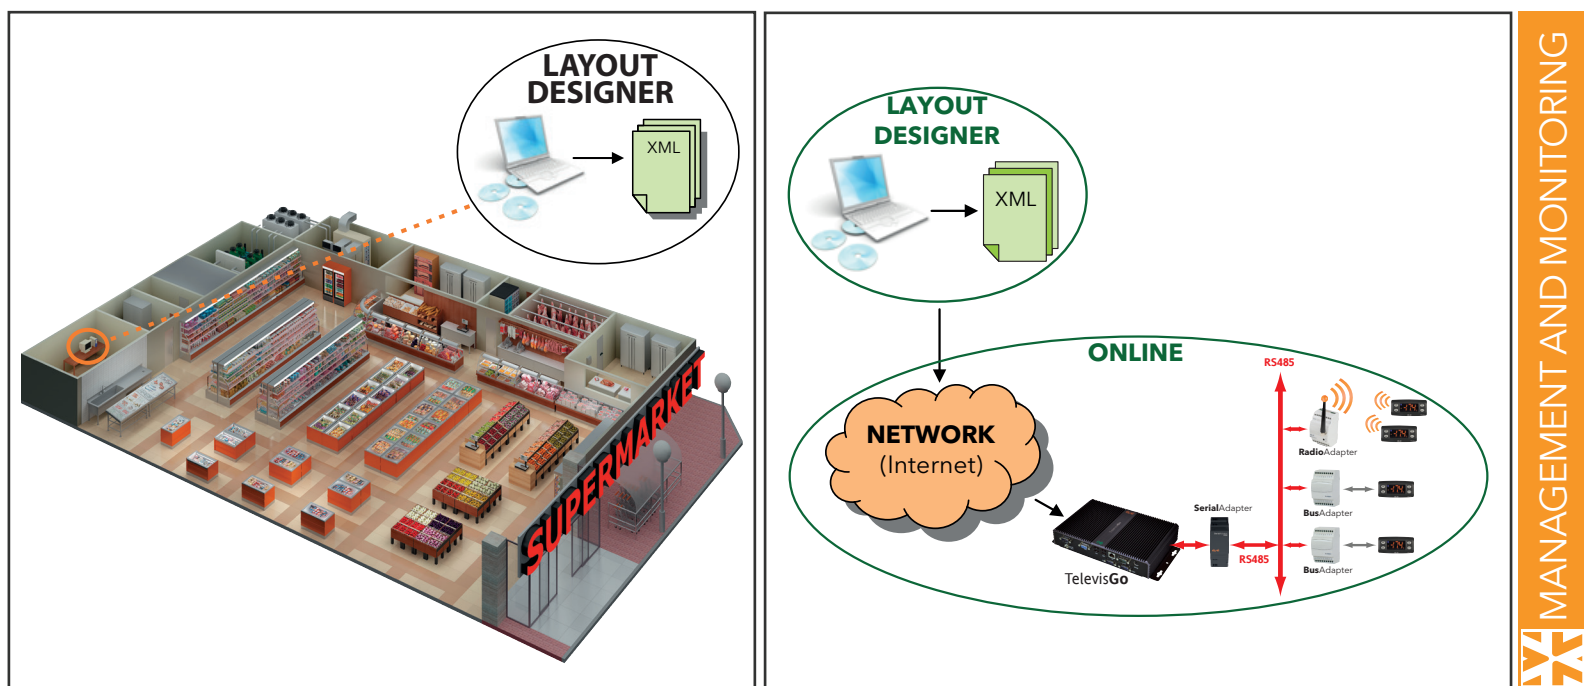 LAYOUT
DESIGNER
XML
SUPERMARKET
LAYOUT
DESIGNER
XML
ONLINE
RS485
NETWORK
(Internet)
RadioAdapter
SerialAdapter
BusAdapter
RS485
BusAdapter
TelevisGo
MANAGEMENT AND MONITORING